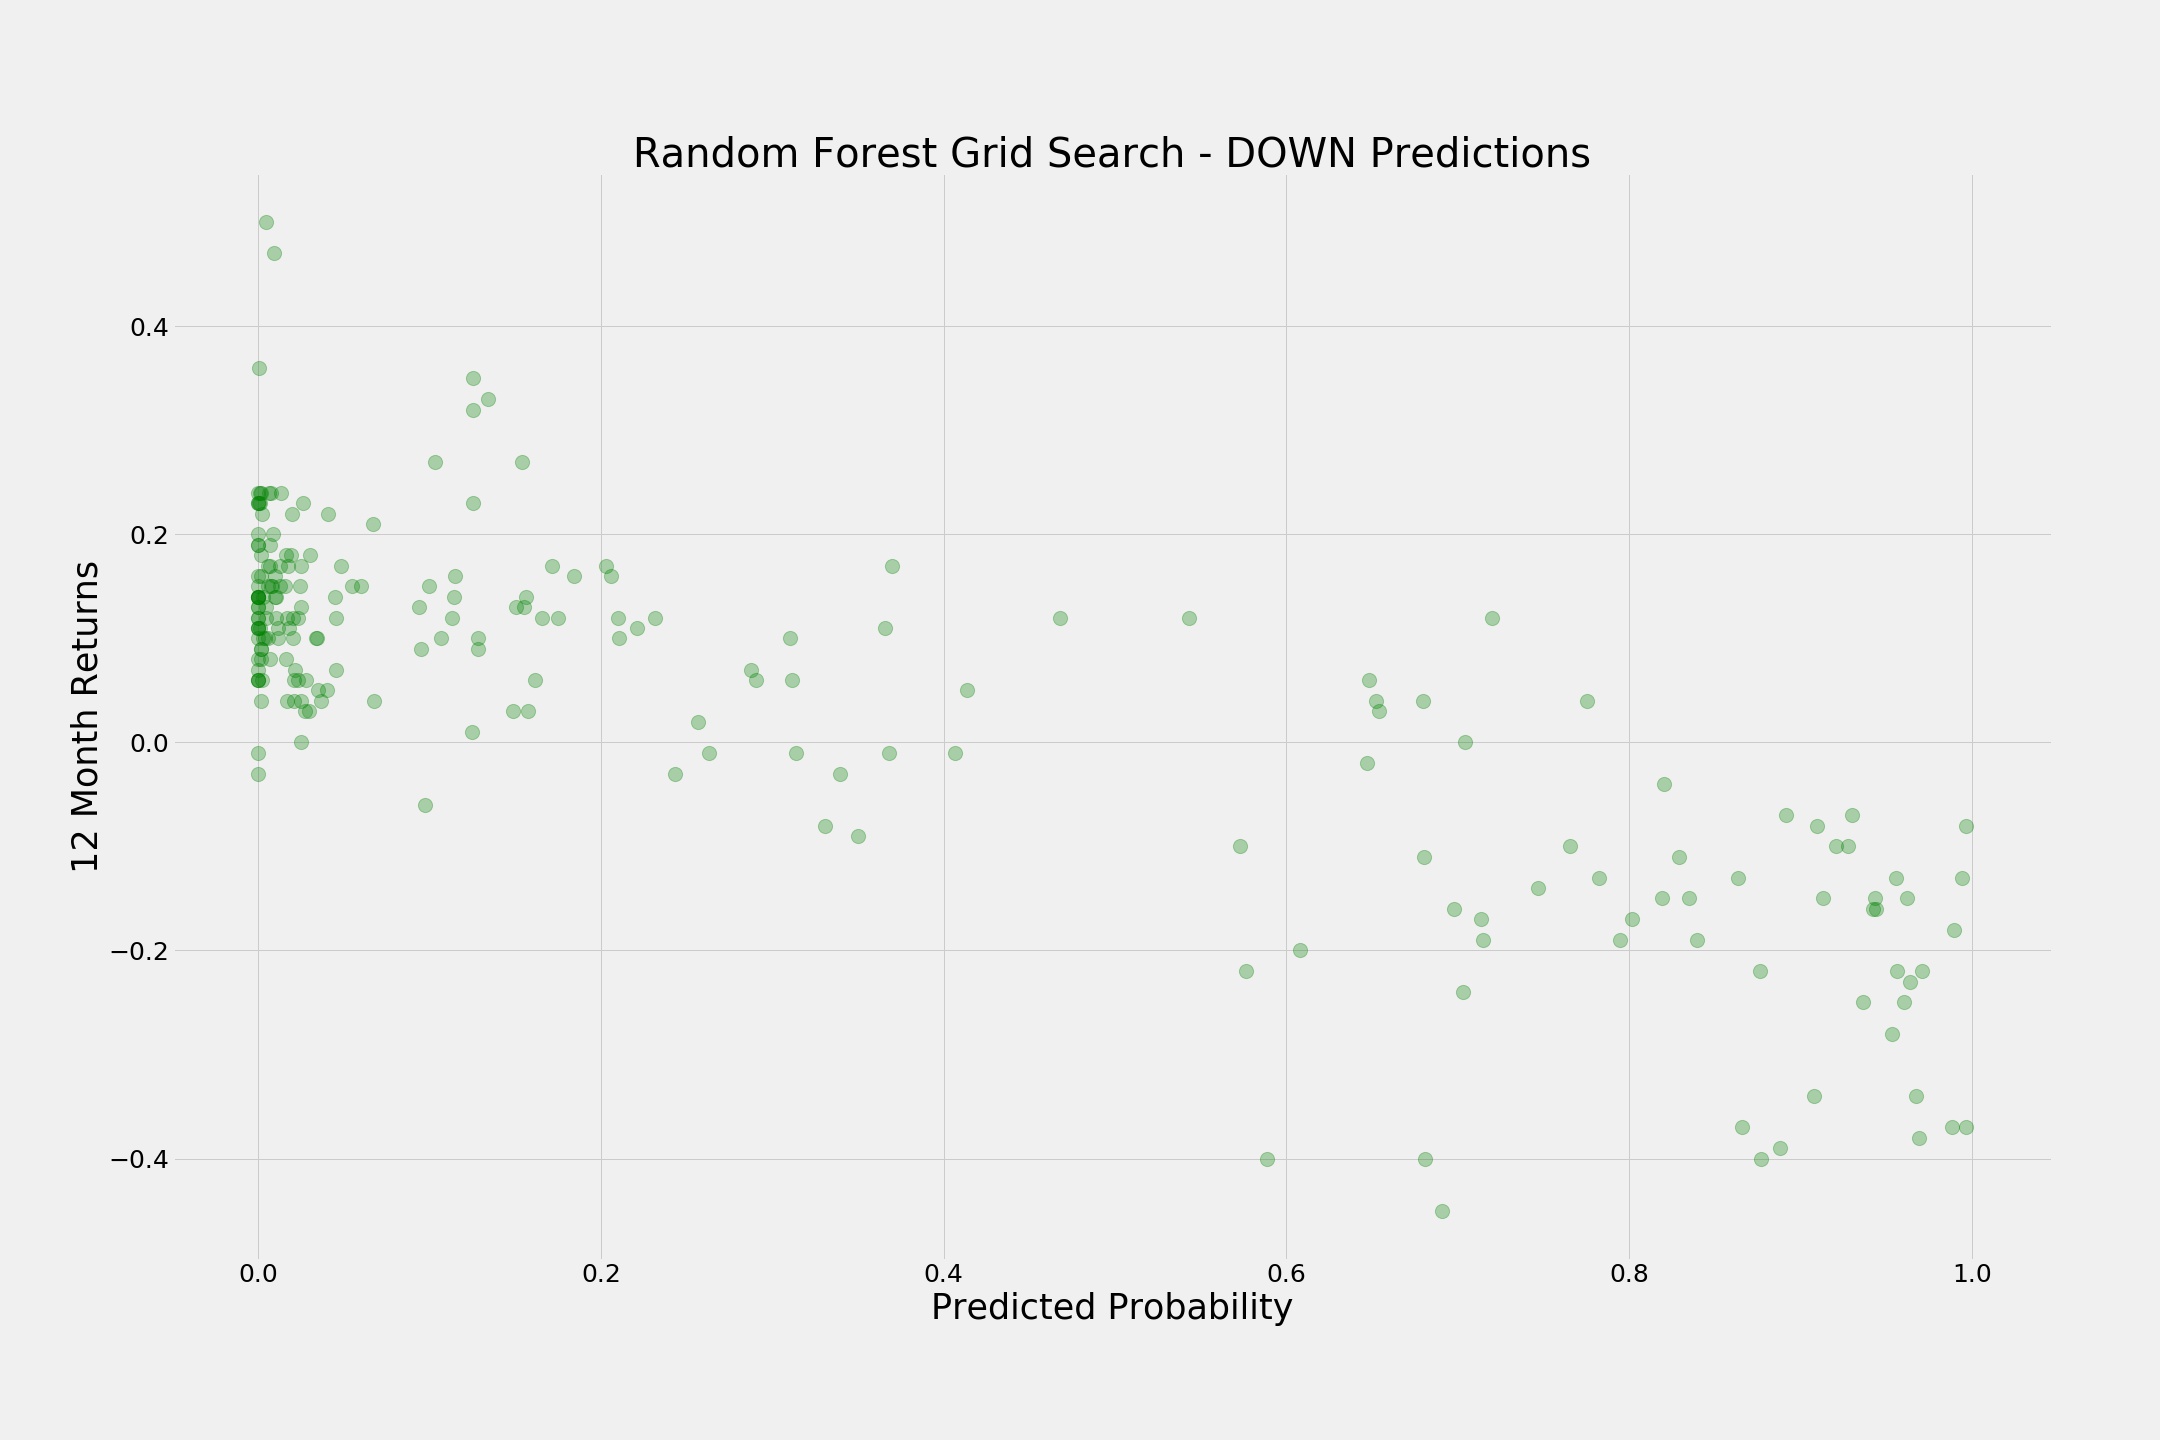 Random Forest Grid Search - DOWN Predictions
12 Month Returns
0.4
0.2
0.0
−0.2
−0.4
0.0 0.2 0.4 0.6 0.8 1.0
Predicted Probability